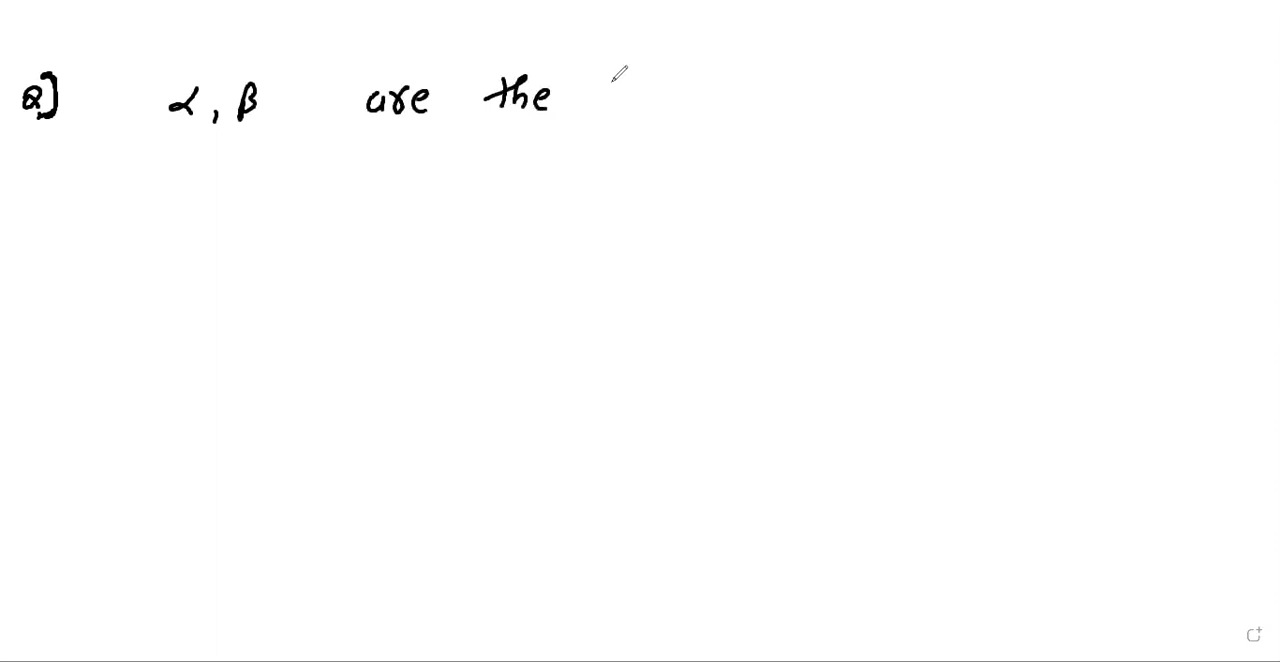 Q] α, β are the